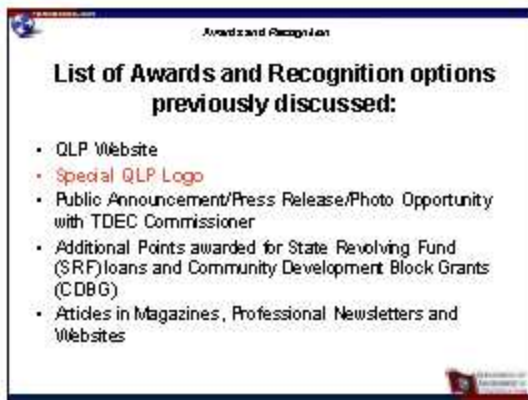 Awards and Recognition
List of Awards and Recognition options
previously discussed:
• QLP Website
• Special QLP Logo
• Public Announcement/Press Release/Photo Opportunity
with TDEC Commissioner
• Additional Points awarded for State Revolving Fund
(SRF)loans and Community Development Block Grants
(CDBG)
• Articles in Magazines, Professional Newsletters and
Websites